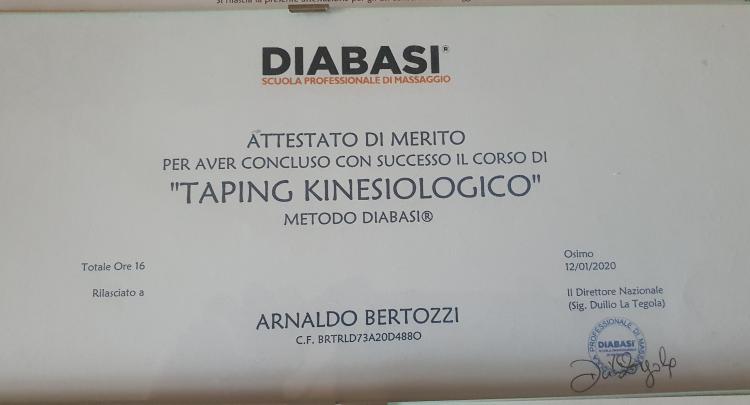 DIABASI®
SCUOLA PROFESSIONALE DI MASSAGGIO
ATTESTATO DI MERITO
PER AVER CONCLUSO CON SUCCESSO IL CORSO DI
"TAPING KINESIOLOGICO"
METODO DIABASI®
Totale Ore 16
Osimo
12/01/2020
Rilasciato a
Il Direttore Nazionale
(Sig. Duilio La Tegola)
ARNALDO BERTOZZI
C.F. BRTRLD73A20D488O
DIABASI